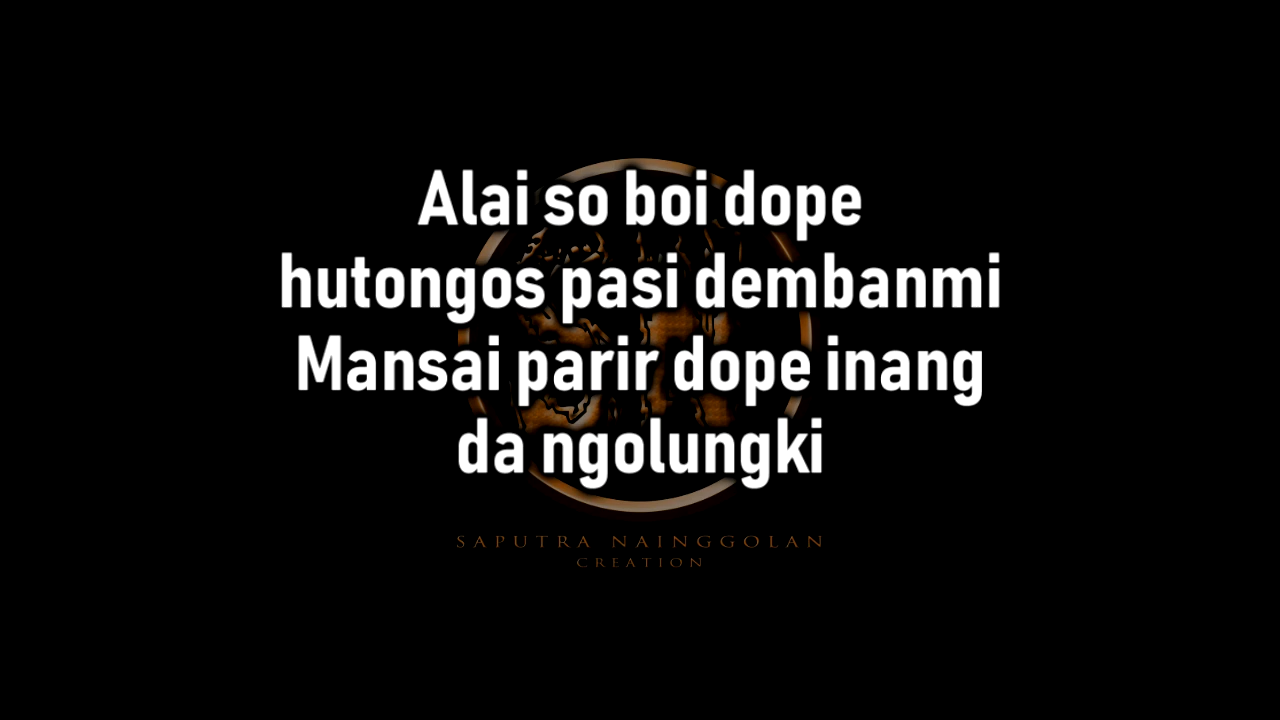 Alai so boi dope
hutongos pasi dembanmi
Mansai parir dope inang
da ngolungki
SAPUTRA NAINGGOLAN
CREATION